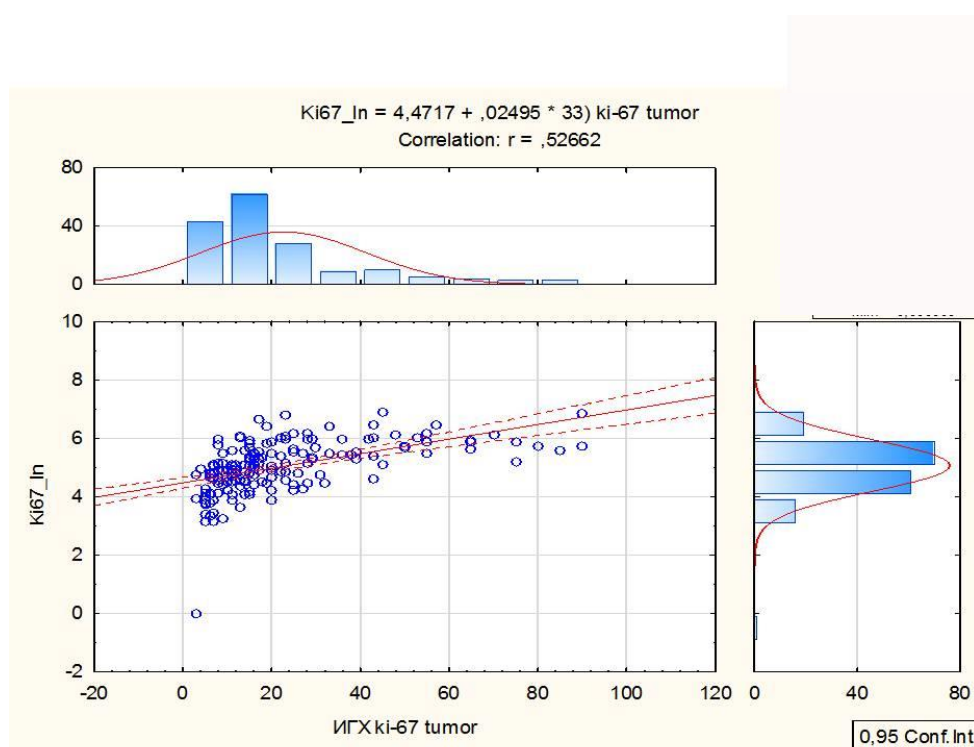 Ki67_ln = 4,4717 + ,02495 * 33) ki-67 tumor
Correlation: r = ,52662
80
40
0
10
8
6
4
2
0
-2
Ki67_ln
-20 0 20 40 60 80 100 120
0 40 80
ИГХ ki-67 tumor
0,95 Conf.Int